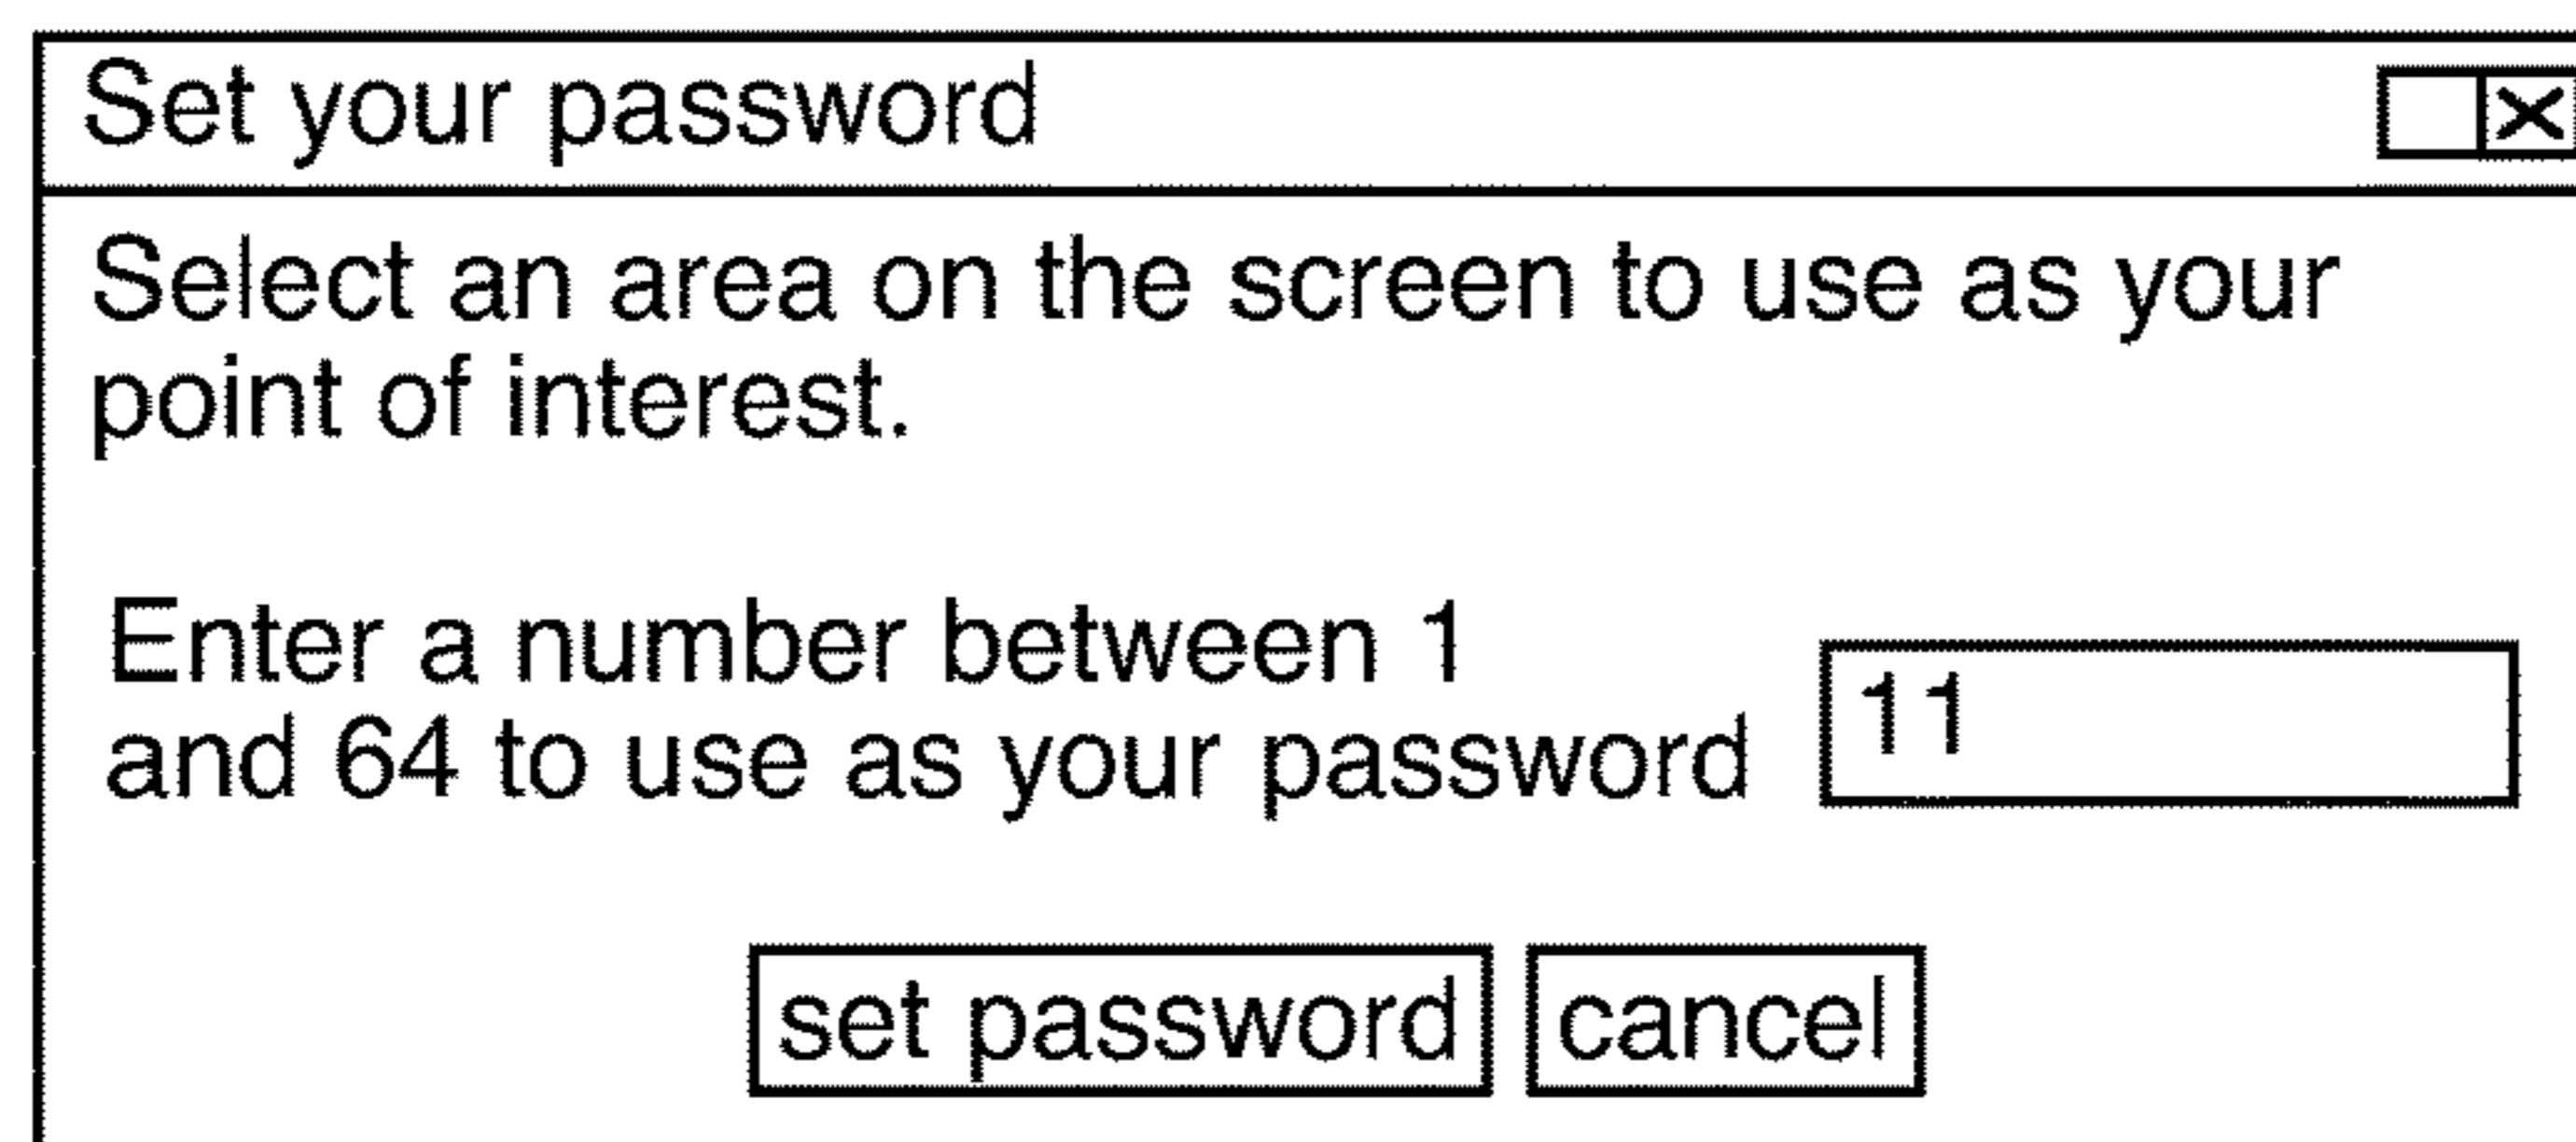 Set your password
Select an area on the screen to use as your
point of interest.
Enter a number between 1
and 64 to use as your password
11
set password cancel